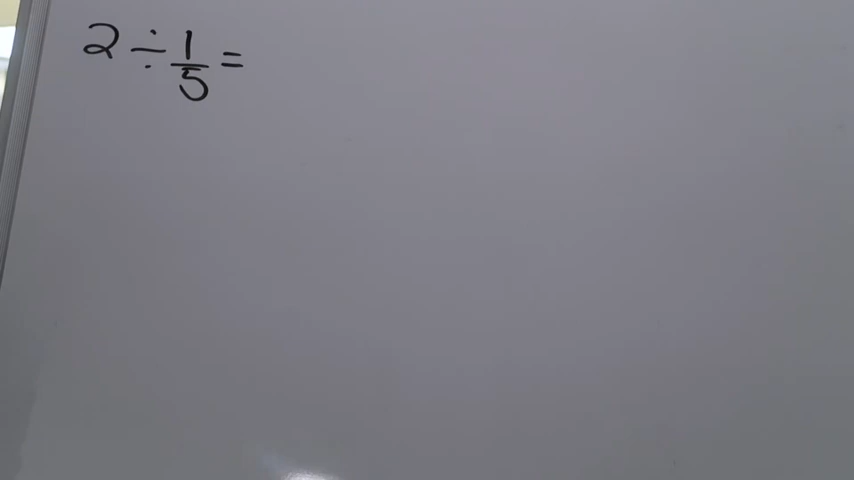 2 ÷ 1/5 =